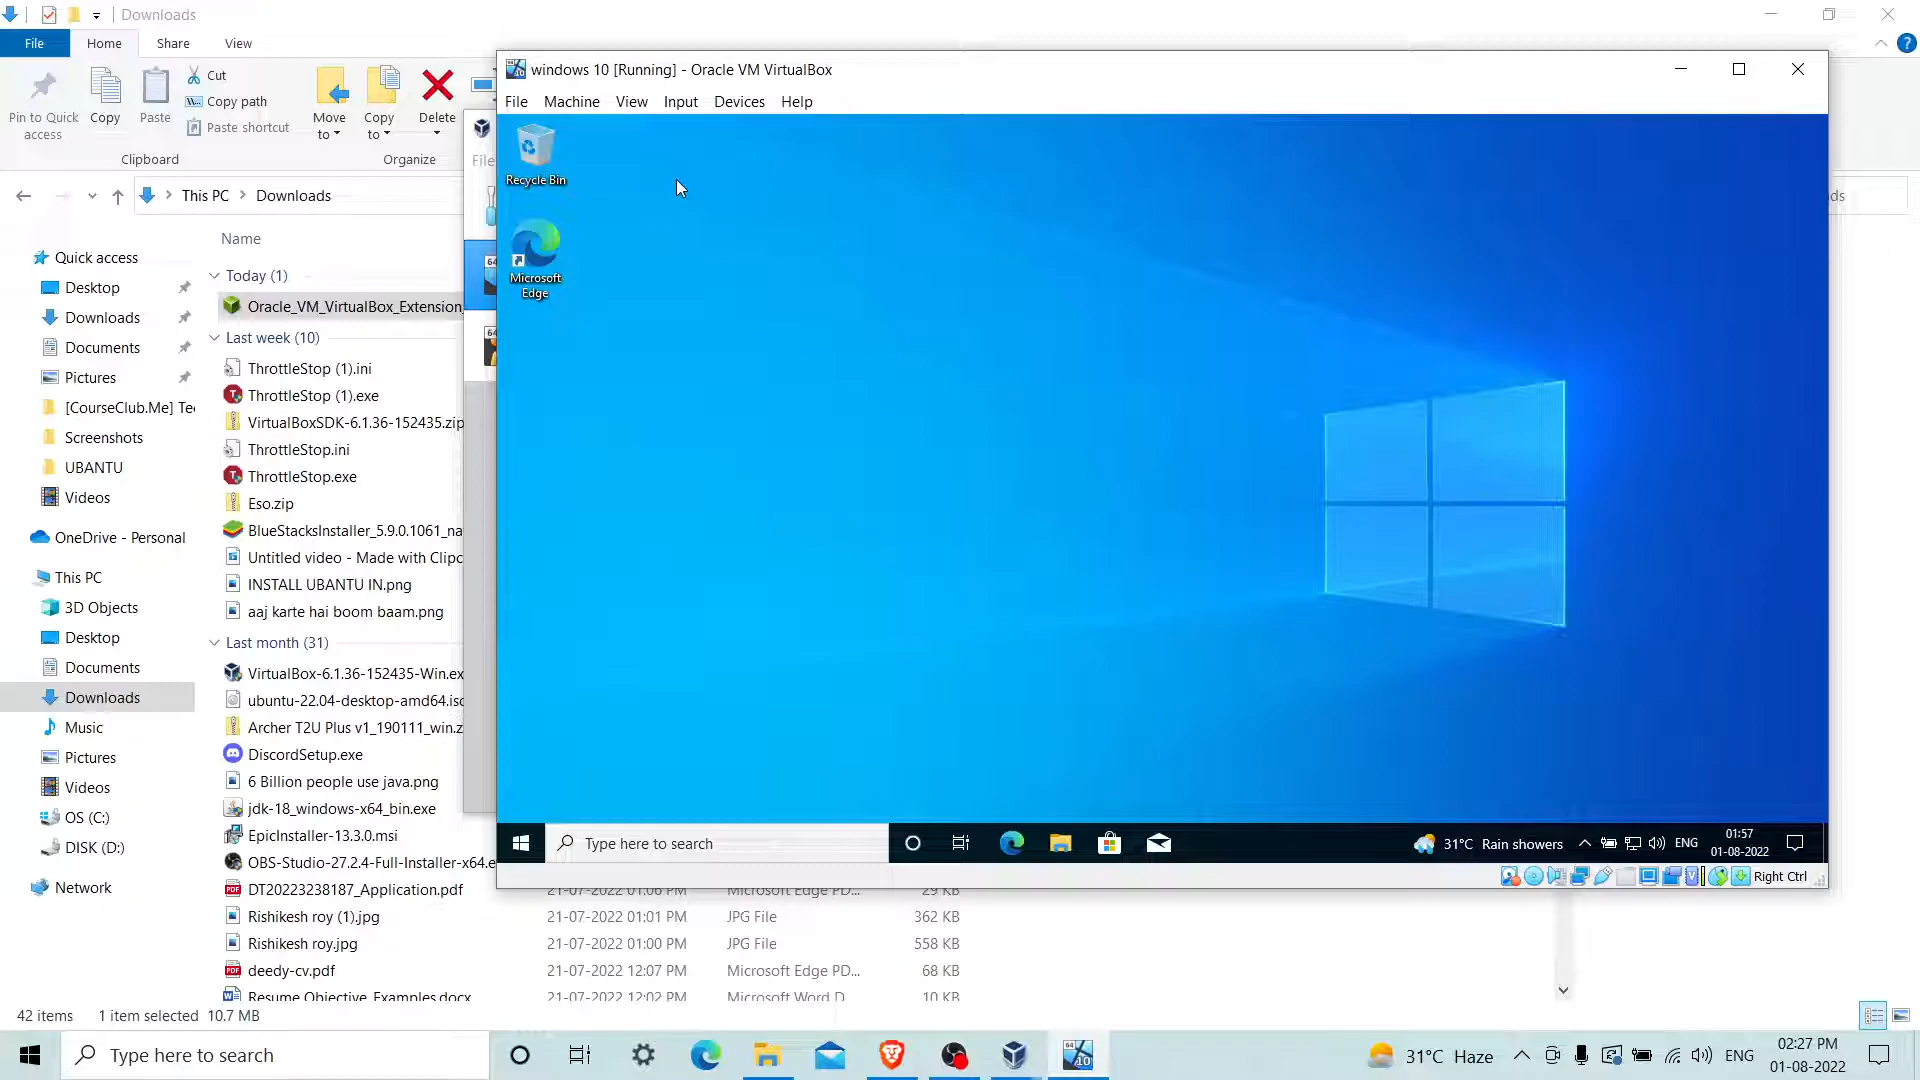 Downloads
File
Home
Share
View
Pin to Quick
access
Copy
Paste
Cut
Copy path
Paste shortcut
Clipboard
Move
to
Copy
to
Delete
Organize
This PC
Downloads
Name
Quick access
Desktop
Downloads
Documents
Pictures
[CourseClub.Me] Te
Screenshots
UBANTU
Videos
OneDrive - Personal
This PC
3D Objects
Desktop
Documents
Downloads
Music
Pictures
Videos
OS (C:)
DISK (D:)
Network
Today (1)
Oracle_VM_VirtualBox_Extension_
Last week (10)
ThrottleStop (1).ini
ThrottleStop (1).exe
VirtualBoxSDK-6.1.36-152435.zip
ThrottleStop.ini
ThrottleStop.exe
Eso.zip
BlueStacksInstaller_5.9.0.1061_na
Untitled video - Made with Clipc
INSTALL UBANTU IN.png
aaj karte hai boom baam.png
Last month (31)
VirtualBox-6.1.36-152435-Win.ex
ubuntu-22.04-desktop-amd64.iso
Archer T2U Plus v1_190111_win.z
DiscordSetup.exe
6 Billion people use java.png
jdk-18_windows-x64_bin.exe
EpicInstaller-13.3.0.msi
OBS-Studio-27.2.4-Full-Installer-x64.e
DT20223238187_Application.pdf 21-07-2022 01:06 PM Microsoft Edge PD... 29 KB
Rishikesh roy (1).jpg 21-07-2022 01:01 PM JPG File 362 KB
Rishikesh roy.jpg 21-07-2022 01:00 PM JPG File 558 KB
deedy-cv.pdf 21-07-2022 12:07 PM Microsoft Edge PD... 68 KB
Resume Objective Examples.docx 21-07-2022 12:02 PM Microsoft Word D 10 KB
42 items 1 item selected 10.7 MB
File
windows 10 [Running] - Oracle VM VirtualBox
File Machine View Input Devices Help
Recycle Bin
Microsoft
Edge
Type here to search
31°C Rain showers
ENG
01:57
01-08-2022
Right Ctrl
ds
Type here to search
31°C Haze
ENG
02:27 PM
01-08-2022